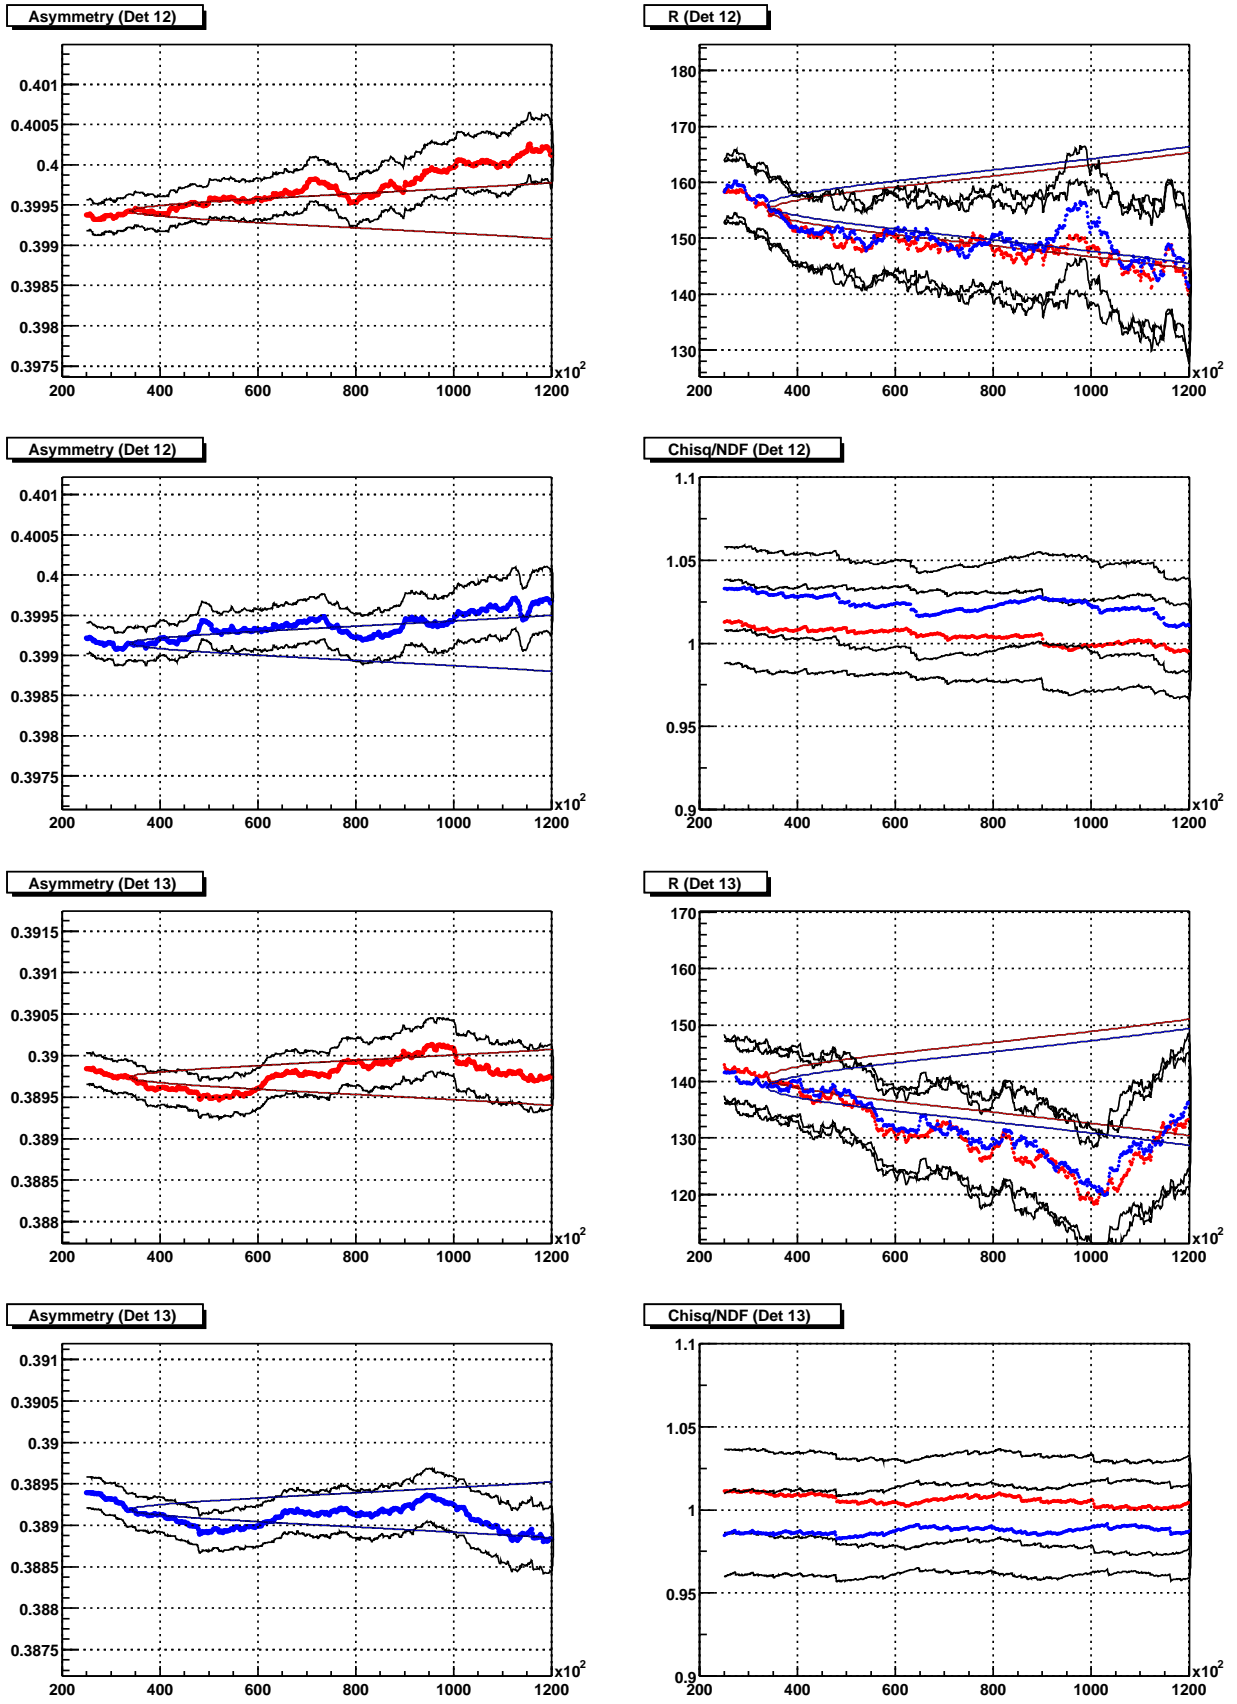 Asymmetry (Det 12)
0.401
0.4005
0.4
0.3995
0.399
0.3985
0.398
0.3975
200 400 600 800 1000 1200
x10²
R (Det 12)
180
170
160
150
140
130
200 400 600 800 1000 1200
x10²
Asymmetry (Det 12)
0.401
0.4005
0.4
0.3995
0.399
0.3985
0.398
0.3975
200 400 600 800 1000 1200
x10²
Chisq/NDF (Det 12)
1.1
1.05
1
0.95
0.9
200 400 600 800 1000 1200
x10²
Asymmetry (Det 13)
0.3915
0.391
0.3905
0.39
0.3895
0.389
0.3885
0.388
200 400 600 800 1000 1200
x10²
R (Det 13)
170
160
150
140
130
120
200 400 600 800 1000 1200
x10²
Asymmetry (Det 13)
0.391
0.3905
0.39
0.3895
0.389
0.3885
0.388
0.3875
200 400 600 800 1000 1200
x10²
Chisq/NDF (Det 13)
1.1
1.05
1
0.95
0.9
200 400 600 800 1000 1200
x10²